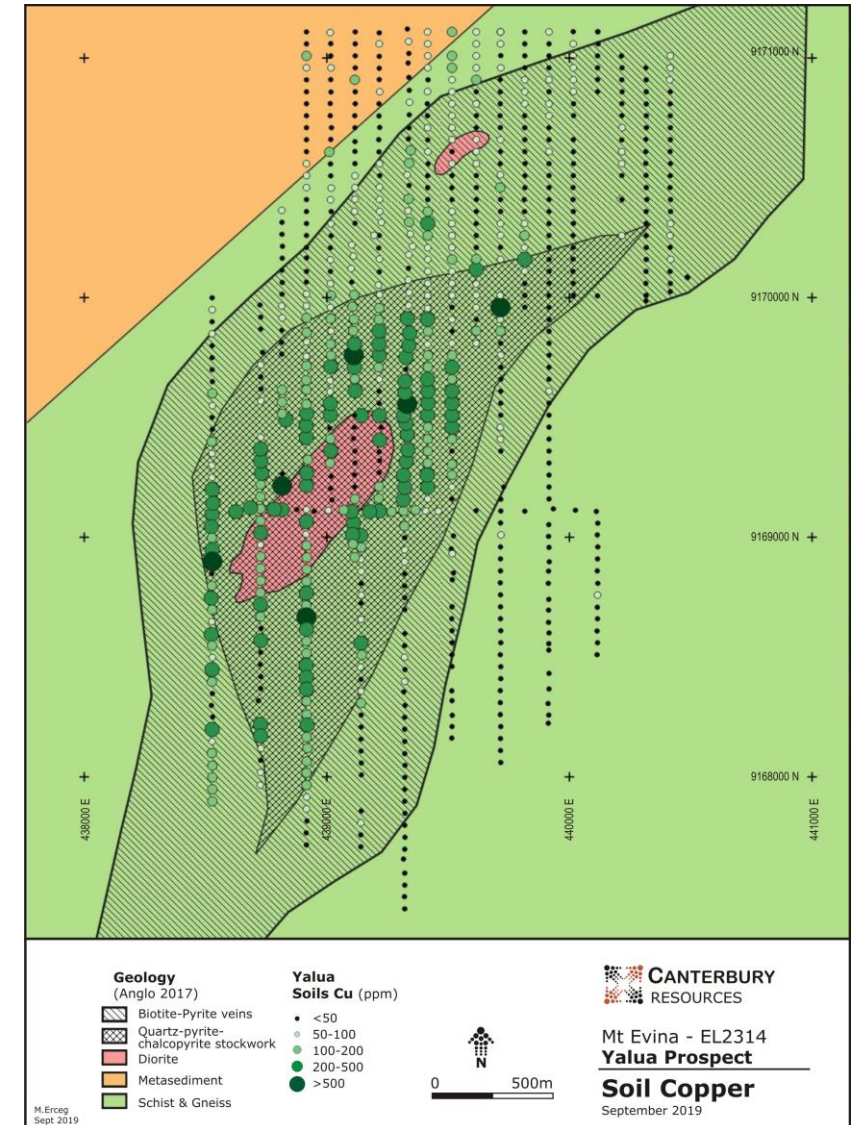 9171000 N
9170000 N
9169000 N
9168000 N
438000 E
439000 E
440000 E
441000 E
Geology
(Anglo 2017)
Biotite-Pyrite veins
Quartz-pyrite-
chalcopyrite stockwork
Diorite
Metasediment
Schist & Gneiss
M.Erceg
Sept 2019
Yalua
Soils Cu (ppm)
<50
50-100
100-200
200-500
>500
N
0 500m
CANTERBURY
RESOURCES
Mt Evina - EL2314
Yalua Prospect
Soil Copper
September 2019